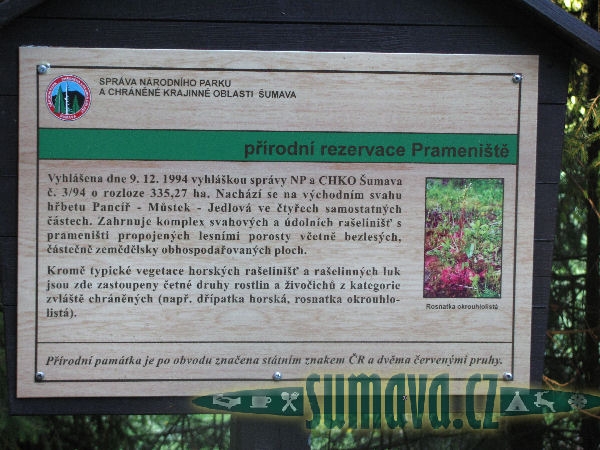 SPRÁVA NÁRODNÍHO PARKU
A CHRÁNĚNÉ KRAJINNÉ OBLASTI ŠUMAVA
přírodní rezervace Prameniště
Vyhlášena dne 9. 12. 1994 vyhláškou správy NP a CHKO Šumava
č. 3/94 o rozloze 335,27 ha. Nachází se na východním svahu
hřbetu Pancíř - Můstek - Jedlová ve čtyřech samostatných
částech. Zahrnuje komplex svahových a údolních rašelinišť s
prameništi propojených lesními porosty včetně bezlesých,
částečně zemědělsky obhospodařovaných ploch.
Kromě typické vegetace horských rašelinišť a rašelinných luk
jsou zde zastoupeny četné druhy rostlin a živočichů z kategorie
zvláště chráněných (např. dřípatka horská, rosnatka okrouhlo-
listá).
Rosnatka okrouhlolistá
Přírodní památka je po obvodu značena státním znakem ČR a dvěma červenými pruhy.
sumava.cz